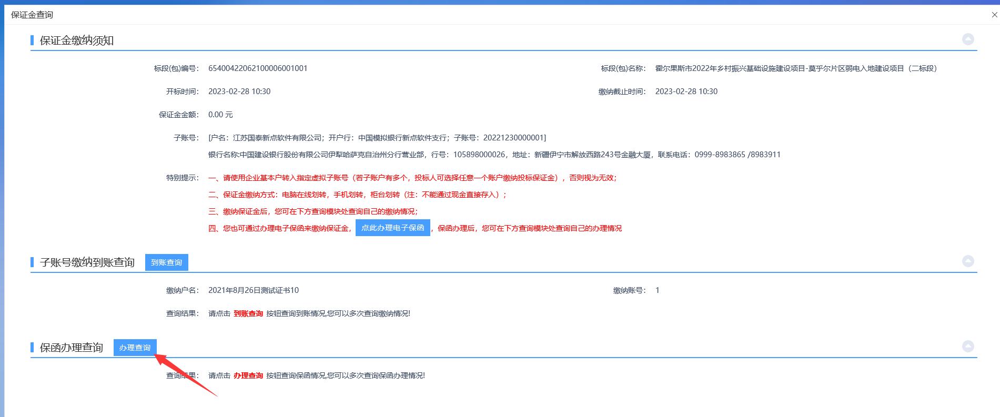 保证金查询
保证金缴纳须知
标段(包)编号： 65400422062100006001001 标段(包)名称： 霍尔果斯市2022年乡村振兴基础设施建设项目-莫乎尔片区弱电入地建设项目（二标段）
开标时间： 2023-02-28 10:30 缴纳截止时间： 2023-02-28 10:30
保证金金额： 0.00 元
子账号： [户名：江苏国泰新点软件有限公司；开户行：中国模拟银行新点软件支行；子账号：20221230000001]
银行名称:中国建设银行股份有限公司伊犁哈萨克自治州分行营业部，行号：105898000026，地址：新疆伊宁市解放西路243号金融大厦，联系电话：0999-8983865 /8983911
特别提示： 一、请使用企业基本户转入指定虚拟子账号（若子账户有多个，投标人可选择任意一个账户缴纳投标保证金），否则视为无效；
二、保证金缴纳方式：电脑在线划转，手机划转，柜台划转（注：不能通过现金直接存入）；
三、缴纳保证金后，您可在下方查询模块处查询自己的缴纳情况；
四、您也可通过办理电子保函来缴纳保证金， 点此办理电子保函 ，保函办理后，您可在下方查询模块处查询自己的办理情况
子账号缴纳到账查询 到账查询
缴纳户名： 2021年8月26日测试证书10 缴纳账号： 1
查询结果： 请点击 到账查询 按钮查询到账情况,您可以多次查询缴纳情况!
保函办理查询 办理查询
查询结果： 请点击 办理查询 按钮查询保函情况,您可以多次查询保函办理情况!